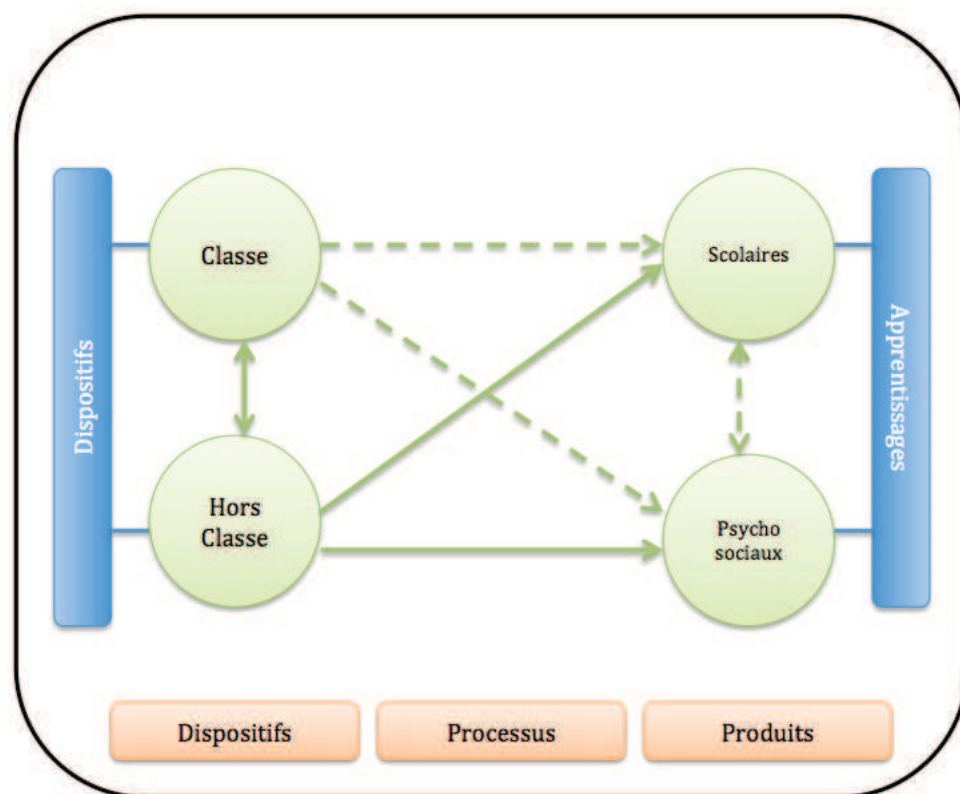 Dispositifs
Classe
Hors
Classe
Scolaires
Psycho
sociaux
Apprentissages
Dispositifs
Processus
Produits